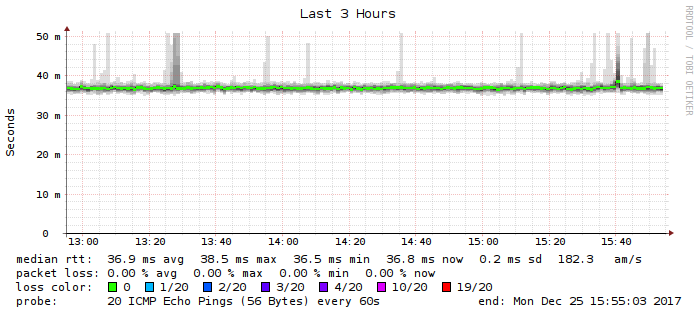 Last 3 Hours
RRDTOOL / TOBI OETIKER
Seconds
50 m
40 m
30 m
20 m
10 m
0
13:00 13:20 13:40 14:00 14:20 14:40 15:00 15:20 15:40
median rtt: 36.9 ms avg 38.5 ms max 36.5 ms min 36.8 ms now 0.2 ms sd 182.3 am/s
packet loss: 0.00 % avg 0.00 % max 0.00 % min 0.00 % now
loss color: 0 1/20 2/20 3/20 4/20 10/20 19/20
probe: 20 ICMP Echo Pings (56 Bytes) every 60s end: Mon Dec 25 15:55:03 2017